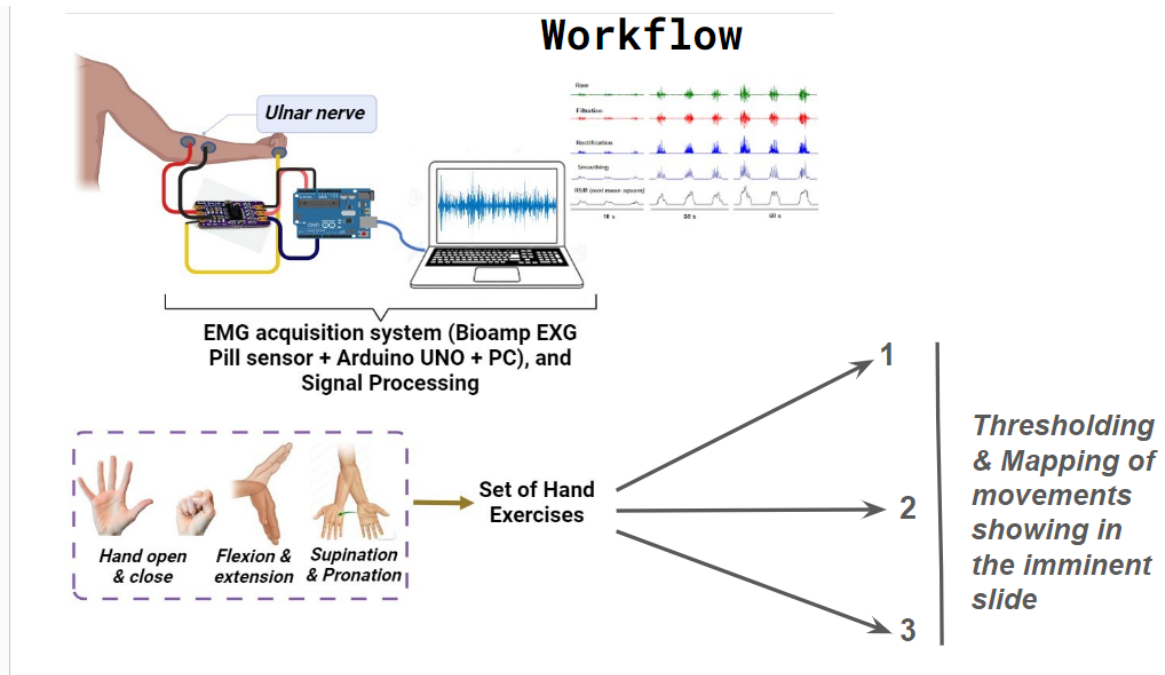 Workflow
Ulnar nerve
Raw
Filtration
Rectification
Smoothing
RSM (root mean square)
EMG acquisition system (Bioamp EXG
Pill sensor + Arduino UNO + PC), and
Signal Processing
Hand open
& close
Flexion &
extension
Supination
& Pronation
Set of Hand
Exercises
1
2
3
Thresholding
& Mapping of
movements
showing in
the imminent
slide